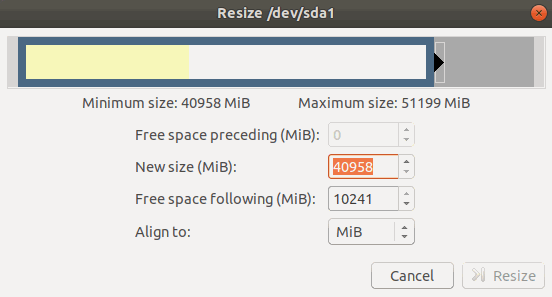 Resize /dev/sda1
Minimum size: 40958 MiB Maximum size: 51199 MiB
Free space preceding (MiB): 0
New size (MiB): 40958
Free space following (MiB): 10241
Align to: MiB
Cancel Resize